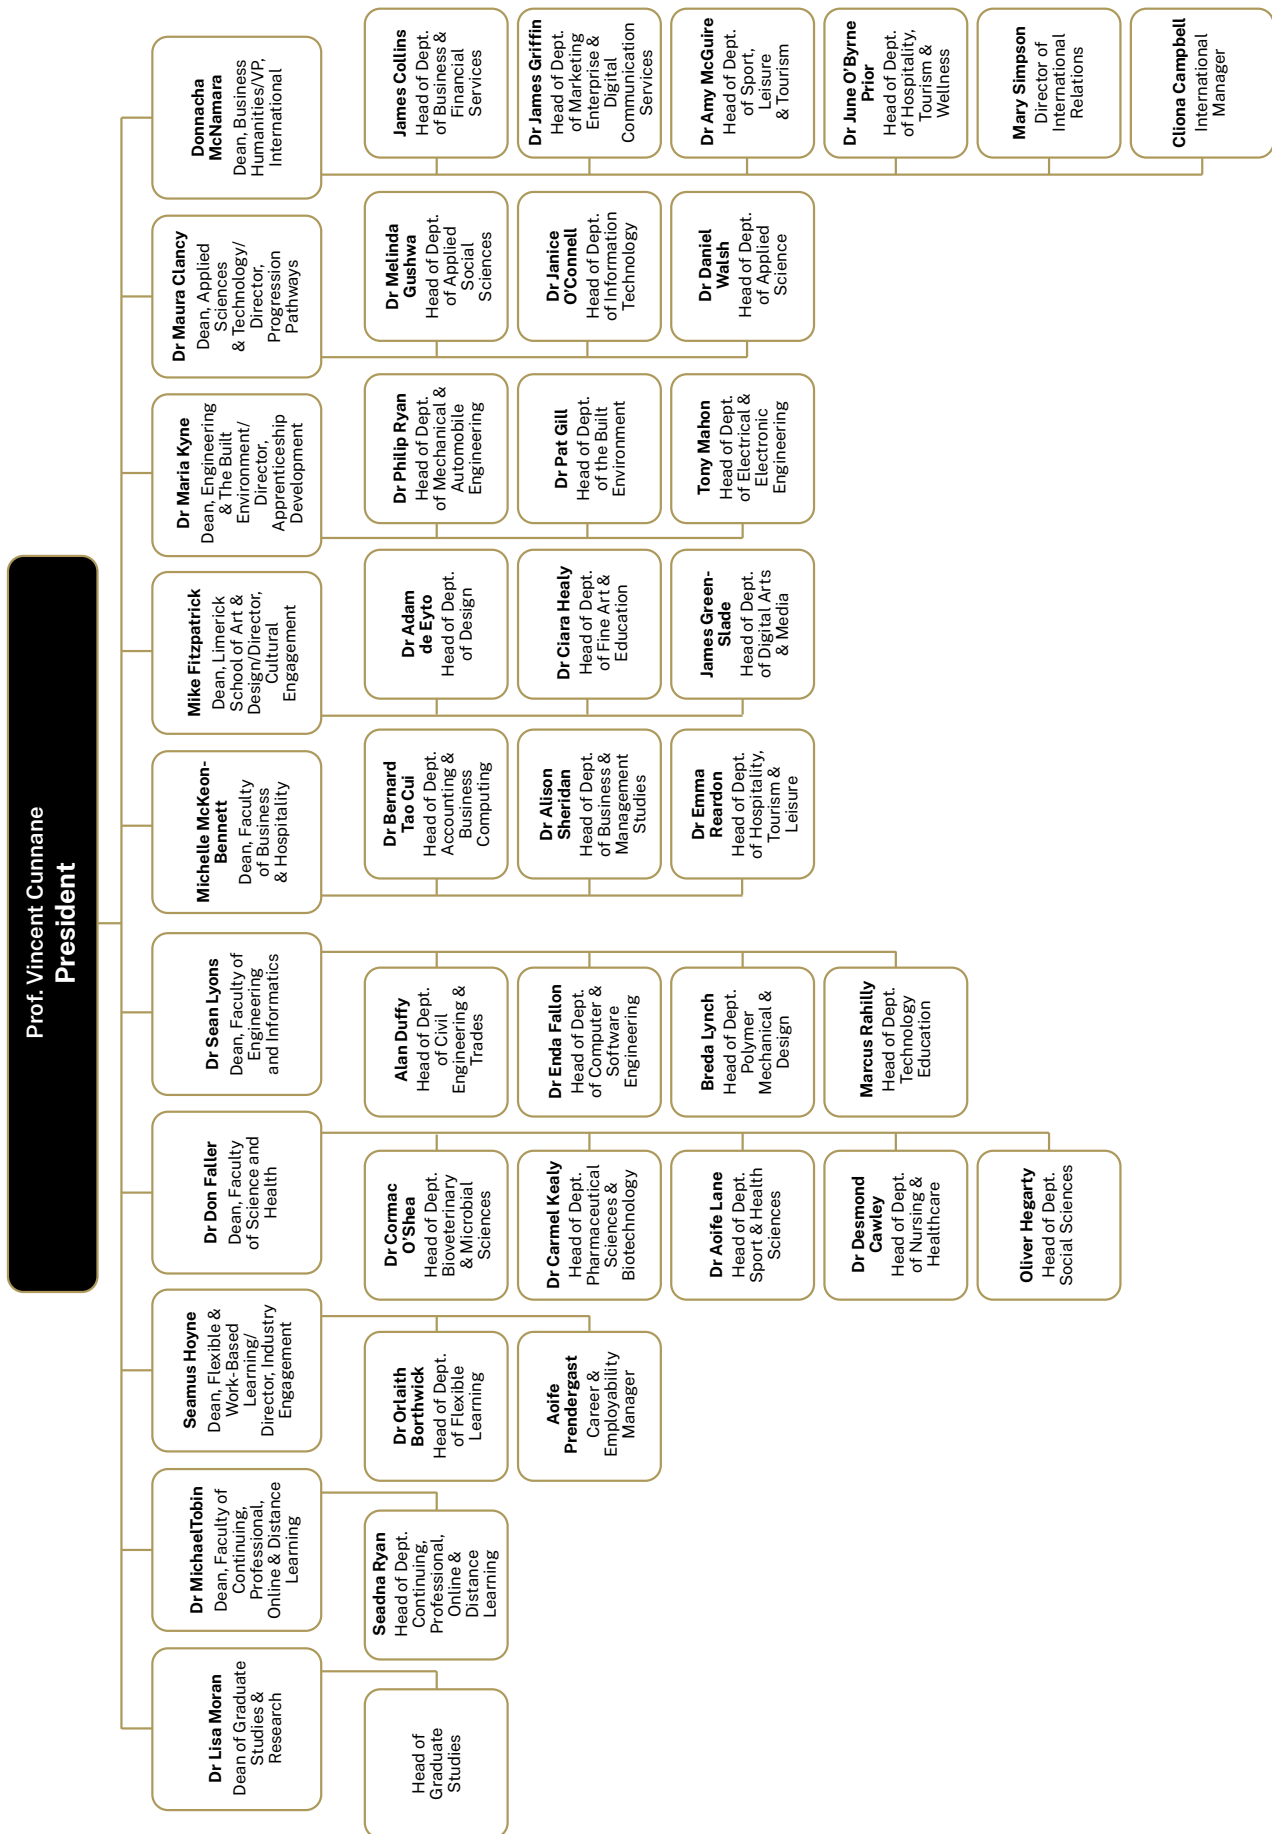 Prof. Vincent Cunnane
President
Dr Lisa Moran
Dean of Graduate
Studies &
Research
Head of
Graduate
Studies
Dr MichaelTobin
Dean, Faculty of
Continuing,
Professional,
Online & Distance
Learning
Seadna Ryan
Head of Dept.
Continuing,
Professional,
Online &
Distance
Learning
Seamus Hoyne
Dean, Flexible &
Work-Based
Learning/
Director, Industry
Engagement
Dr Orlaith
Borthwick
Head of Dept.
of Flexible
Learning
Aoife
Prendergast
Career &
Employability
Manager
Dr Don Faller
Dean, Faculty
of Science and
Health
Dr Cormac
O'Shea
Head of Dept.
Bioveterinary
& Microbial
Sciences
Dr Carmel Kealy
Head of Dept.
Pharmaceutical
Sciences &
Biotechnology
Dr Aoife Lane
Head of Dept.
Sport & Health
Sciences
Dr Desmond
Cawley
Head of Dept.
of Nursing &
Healthcare
Oliver Hegarty
Head of Dept.
Social Sciences
Dr Sean Lyons
Dean, Faculty of
Engineering
and Informatics
Alan Duffy
Head of Dept.
of Civil
Engineering &
Trades
Dr Enda Fallon
Head of Dept.
of Computer &
Software
Engineering
Breda Lynch
Head of Dept.
Polymer
Mechanical &
Design
Marcus Rahilly
Head of Dept.
Technology
Education
Michelle McKeon-
Bennett
Dean, Faculty
of Business
& Hospitality
Dr Bernard
Tao Cui
Head of Dept.
Accounting &
Business
Computing
Dr Alison
Sheridan
Head of Dept.
of Business &
Management
Studies
Dr Emma
Reardon
Head of Dept.
of Hospitality,
Tourism &
Leisure
Mike Fitzpatrick
Dean, Limerick
School of Art &
Design/Director,
Cultural
Engagement
Dr Adam
de Eyto
Head of Dept.
of Design
Dr Ciara Healy
Head of Dept.
of Fine Art &
Education
James Green-
Slade
Head of Dept.
of Digital Arts
& Media
Dr Maria Kyne
Dean, Engineering
& The Built
Environment/
Director,
Apprenticeship
Development
Dr Philip Ryan
Head of Dept.
of Mechanical &
Automobile
Engineering
Dr Pat Gill
Head of Dept.
of the Built
Environment
Tony Mahon
Head of Dept.
of Electrical &
Electronic
Engineering
Dr Maura Clancy
Dean, Applied
Sciences
& Technology/
Director,
Progression
Pathways
Dr Melinda
Gushwa
Head of Dept.
of Applied
Social
Sciences
Dr Janice
O'Connell
Head of Dept.
of Information
Technology
Dr Daniel
Walsh
Head of Dept.
of Applied
Science
Donnacha
McNamara
Dean, Business
Humanities/VP,
International
James Collins
Head of Dept.
of Business &
Financial
Services
Dr James Griffin
Head of Dept.
of Marketing
Enterprise &
Digital
Communication
Services
Dr Amy McGuire
Head of Dept.
of Sport,
Leisure
& Tourism
Dr June O'Byrne
Prior
Head of Dept.
of Hospitality,
Tourism &
Wellness
Mary Simpson
Director of
International
Relations
Cliona Campbell
International
Manager